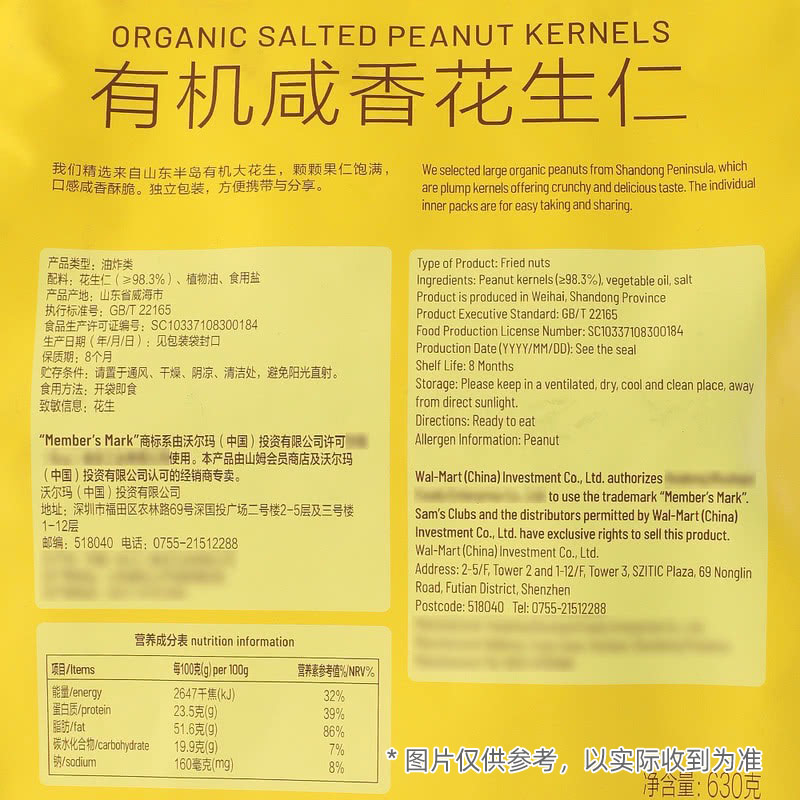 ORGANIC SALTED PEANUT KERNELS
有机咸香花生仁
我们精选来自山东半岛有机大花生，颗颗果仁饱满，
口感咸香酥脆。独立包装，方便携带与分享。
We selected large organic peanuts from Shandong Peninsula, which
are plump kernels offering crunchy and delicious taste. The individual
inner packs are for easy taking and sharing.
产品类型：油炸类
配料：花生仁（≥98.3%）、植物油、食用盐
产品产地：山东省威海市
执行标准号：GB/T 22165
食品生产许可证编号：SC10337108300184
生产日期（年/月/日）：见包装袋封口
保质期：8个月
贮存条件：请置于通风、干燥、阴凉、清洁处，避免阳光直射。
食用方法：开袋即食
致敏信息：花生
“Member's Mark”商标系由沃尔玛（中国）投资有限公司许可
使用。本产品由山姆会员商店及沃尔玛
（中国）投资有限公司认可的经销商专卖。
沃尔玛（中国）投资有限公司
地址：深圳市福田区农林路69号深国投广场二号楼2-5层及三号楼
1-12层
邮编：518040 电话：0755-21512288
Type of Product: Fried nuts
Ingredients: Peanut kernels (≥98.3%), vegetable oil, salt
Product is produced in Weihai, Shandong Province
Product Executive Standard: GB/T 22165
Food Production License Number: SC10337108300184
Production Date (YYYY/MM/DD): See the seal
Shelf Life: 8 Months
Storage: Please keep in a ventilated, dry, cool and clean place, away
from direct sunlight.
Directions: Ready to eat
Allergen Information: Peanut
Wal-Mart (China) Investment Co., Ltd. authorizes
to use the trademark “Member's Mark”.
Sam's Clubs and the distributors permitted by Wal-Mart (China)
Investment Co., Ltd. have exclusive rights to sell this product.
Wal-Mart (China) Investment Co., Ltd.
Address: 2-5/F, Tower 2 and 1-12/F, Tower 3, SZITIC Plaza, 69 Nonglin
Road, Futian District, Shenzhen
Postcode: 518040 Tel: 0755-21512288
营养成分表 nutrition information
项目/Items 每100克(g) per 100g 营养素参考值%/NRV%
能量/energy 2647千焦(kJ) 32%
蛋白质/protein 23.5克(g) 39%
脂肪/fat 51.6克(g) 86%
碳水化合物/carbohydrate 19.9克(g) 7%
钠/sodium 160毫克(mg) 8%
* 图片仅供参考，以实际收到为准
净含量：630克